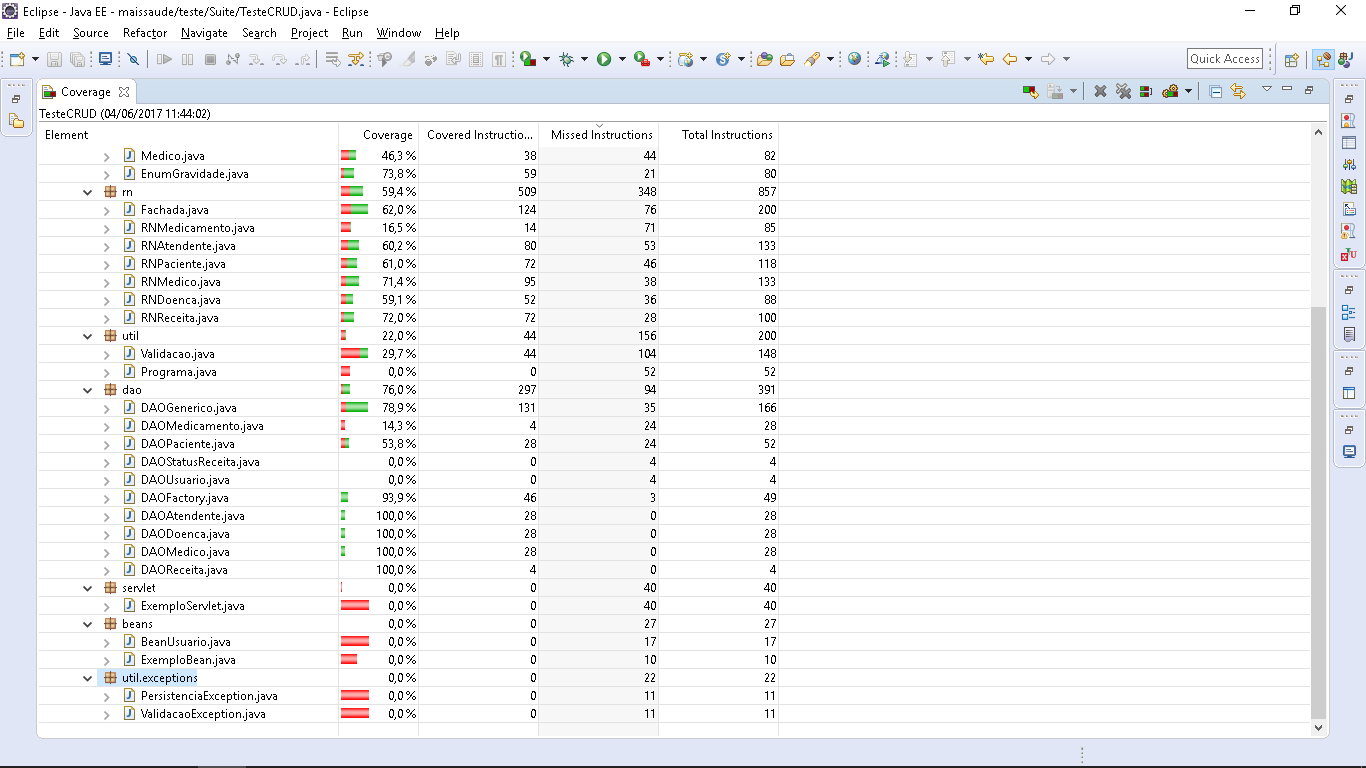 Eclipse - Java EE - maissaude/teste/Suite/TesteCRUD.java - Eclipse
File Edit Source Refactor Navigate Search Project Run Window Help
Quick Access
Coverage
TesteCRUD (04/06/2017 11:44:02)
Element Coverage Covered Instructio... Missed Instructions Total Instructions
Medico.java 46,3 % 38 44 82
EnumGravidade.java 73,8 % 59 21 80
rn 59,4 % 509 348 857
Fachada.java 62,0 % 124 76 200
RNMedicamento.java 16,5 % 14 71 85
RNAtendente.java 60,2 % 80 53 133
RNPaciente.java 61,0 % 72 46 118
RNMedico.java 71,4 % 95 38 133
RNDoenca.java 59,1 % 52 36 88
RNReceita.java 72,0 % 72 28 100
util 22,0 % 44 156 200
Validacao.java 29,7 % 44 104 148
Programa.java 0,0 % 0 52 52
dao 76,0 % 297 94 391
DAOGenerico.java 78,9 % 131 35 166
DAOMedicamento.java 14,3 % 4 24 28
DAOPaciente.java 53,8 % 28 24 52
DAOStatusReceita.java 0,0 % 0 4 4
DAOUsuario.java 0,0 % 0 4 4
DAOFactory.java 93,9 % 46 3 49
DAOAtendente.java 100,0 % 28 0 28
DAODoenca.java 100,0 % 28 0 28
DAOMedico.java 100,0 % 28 0 28
DAOReceita.java 100,0 % 4 0 4
servlet 0,0 % 0 40 40
ExemploServlet.java 0,0 % 0 40 40
beans 0,0 % 0 27 27
BeanUsuario.java 0,0 % 0 17 17
ExemploBean.java 0,0 % 0 10 10
util.exceptions 0,0 % 0 22 22
PersistenciaException.java 0,0 % 0 11 11
ValidacaoException.java 0,0 % 0 11 11